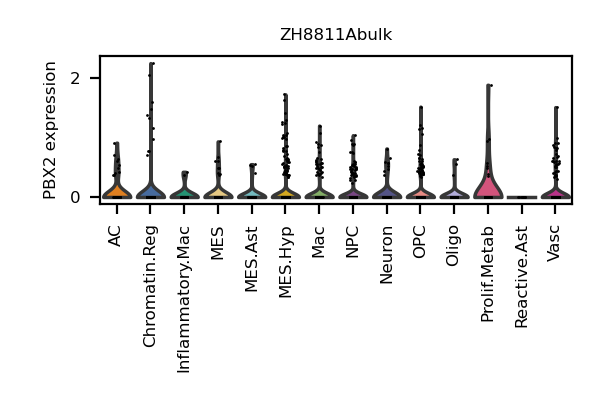 ZH8811Abulk
PBX2 expression
2
0
AC
Chromatin.Reg
Inflammatory.Mac
MES
MES.Ast
MES.Hyp
Mac
NPC
Neuron
OPC
Oligo
Prolif.Metab
Reactive.Ast
Vasc